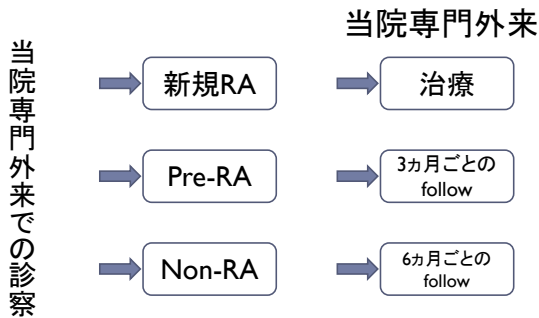 当院専門外来
当院専門外来での診察
新規RA
治療
Pre-RA
3ヵ月ごとの
follow
Non-RA
6ヵ月ごとの
follow